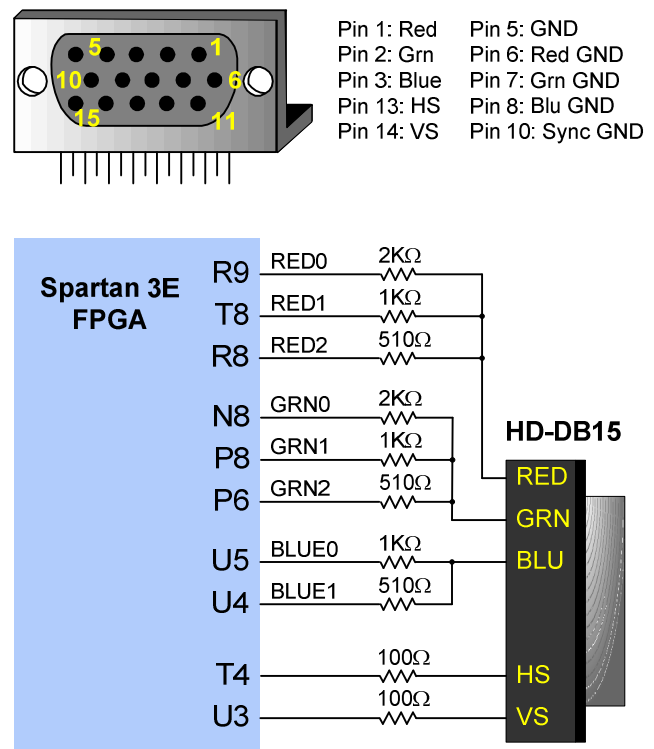 5 1
10 6
15 11
Pin 1: Red Pin 5: GND
Pin 2: Grn Pin 6: Red GND
Pin 3: Blue Pin 7: Grn GND
Pin 13: HS Pin 8: Blu GND
Pin 14: VS Pin 10: Sync GND
Spartan 3E
FPGA
R9 RED0 2KΩ
T8 RED1 1KΩ
R8 RED2 510Ω
N8 GRN0 2KΩ
P8 GRN1 1KΩ
P6 GRN2 510Ω
U5 BLUE0 1KΩ
U4 BLUE1 510Ω
T4 100Ω
U3 100Ω
HD-DB15
RED
GRN
BLU
HS
VS